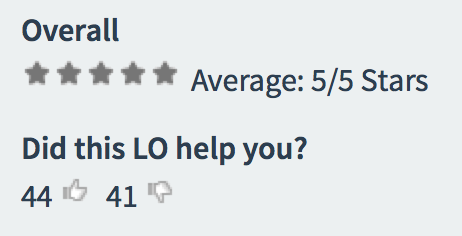 Overall
Average: 5/5 Stars
Did this LO help you?
44 41